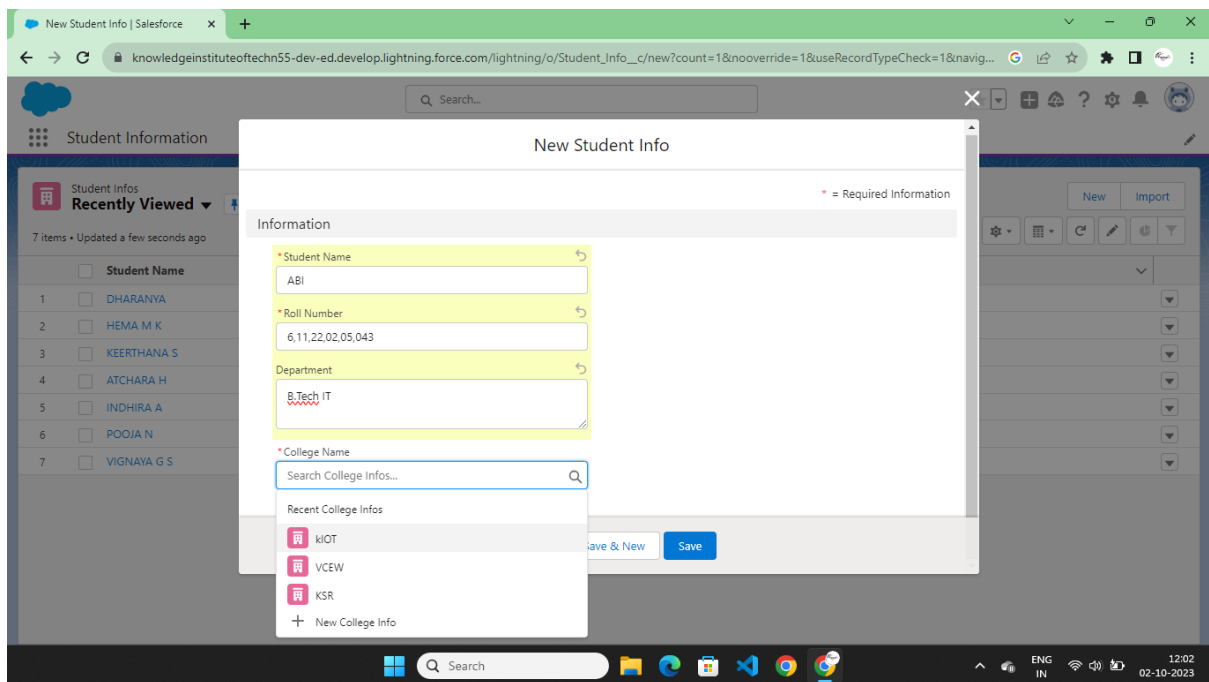 New Student Info | Salesforce
knowledgeinstituteoftechn55-dev-ed.develop.lightning.force.com/lightning/o/Student_Info__c/new?count=1&nooverride=1&useRecordTypeCheck=1&navig...
Search...
Student Information
New Student Info
Student Infos
Recently Viewed
New Import
* = Required Information
7 items • Updated a few seconds ago
Information
Student Name
1 DHARANYA
2 HEMA M K
3 KEERTHANA S
4 ATCHARA H
5 INDHIRA A
6 POOJA N
7 VIGNAYA G S
* Student Name
ABI
* Roll Number
6,11,22,02,05,043
Department
B.Tech IT
* College Name
Search College Infos...
Recent College Infos
kIOT
VCEW
KSR
New College Info
Save & New Save
Search
ENG
IN
12:02
02-10-2023